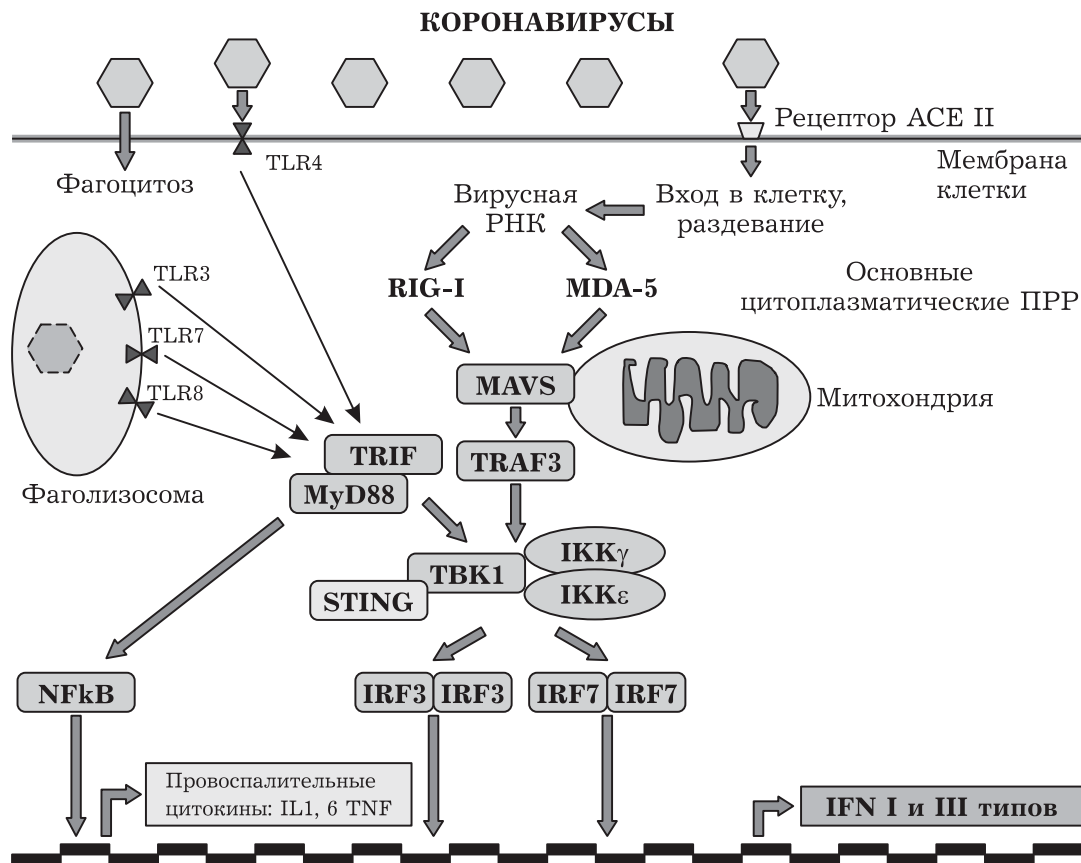 КОРОНАВИРУСЫ
Рецептор ACE II
Мембрана
клетки
TLR4
Фагоцитоз
Вирусная
РНК
Вход в клетку,
раздевание
Основные
цитоплазматические ПРР
TLR3
RIG-I
MDA-5
TLR7
TLR8
MAVS
Митохондрия
TRIF
TRAF3
MyD88
Фаголизосома
IKKγ
TBK1
IKKε
STING
NFkB
IRF3
IRF3
IRF7
IRF7
Провоспалительные
цитокины: IL1, 6 TNF
IFN I и III типов